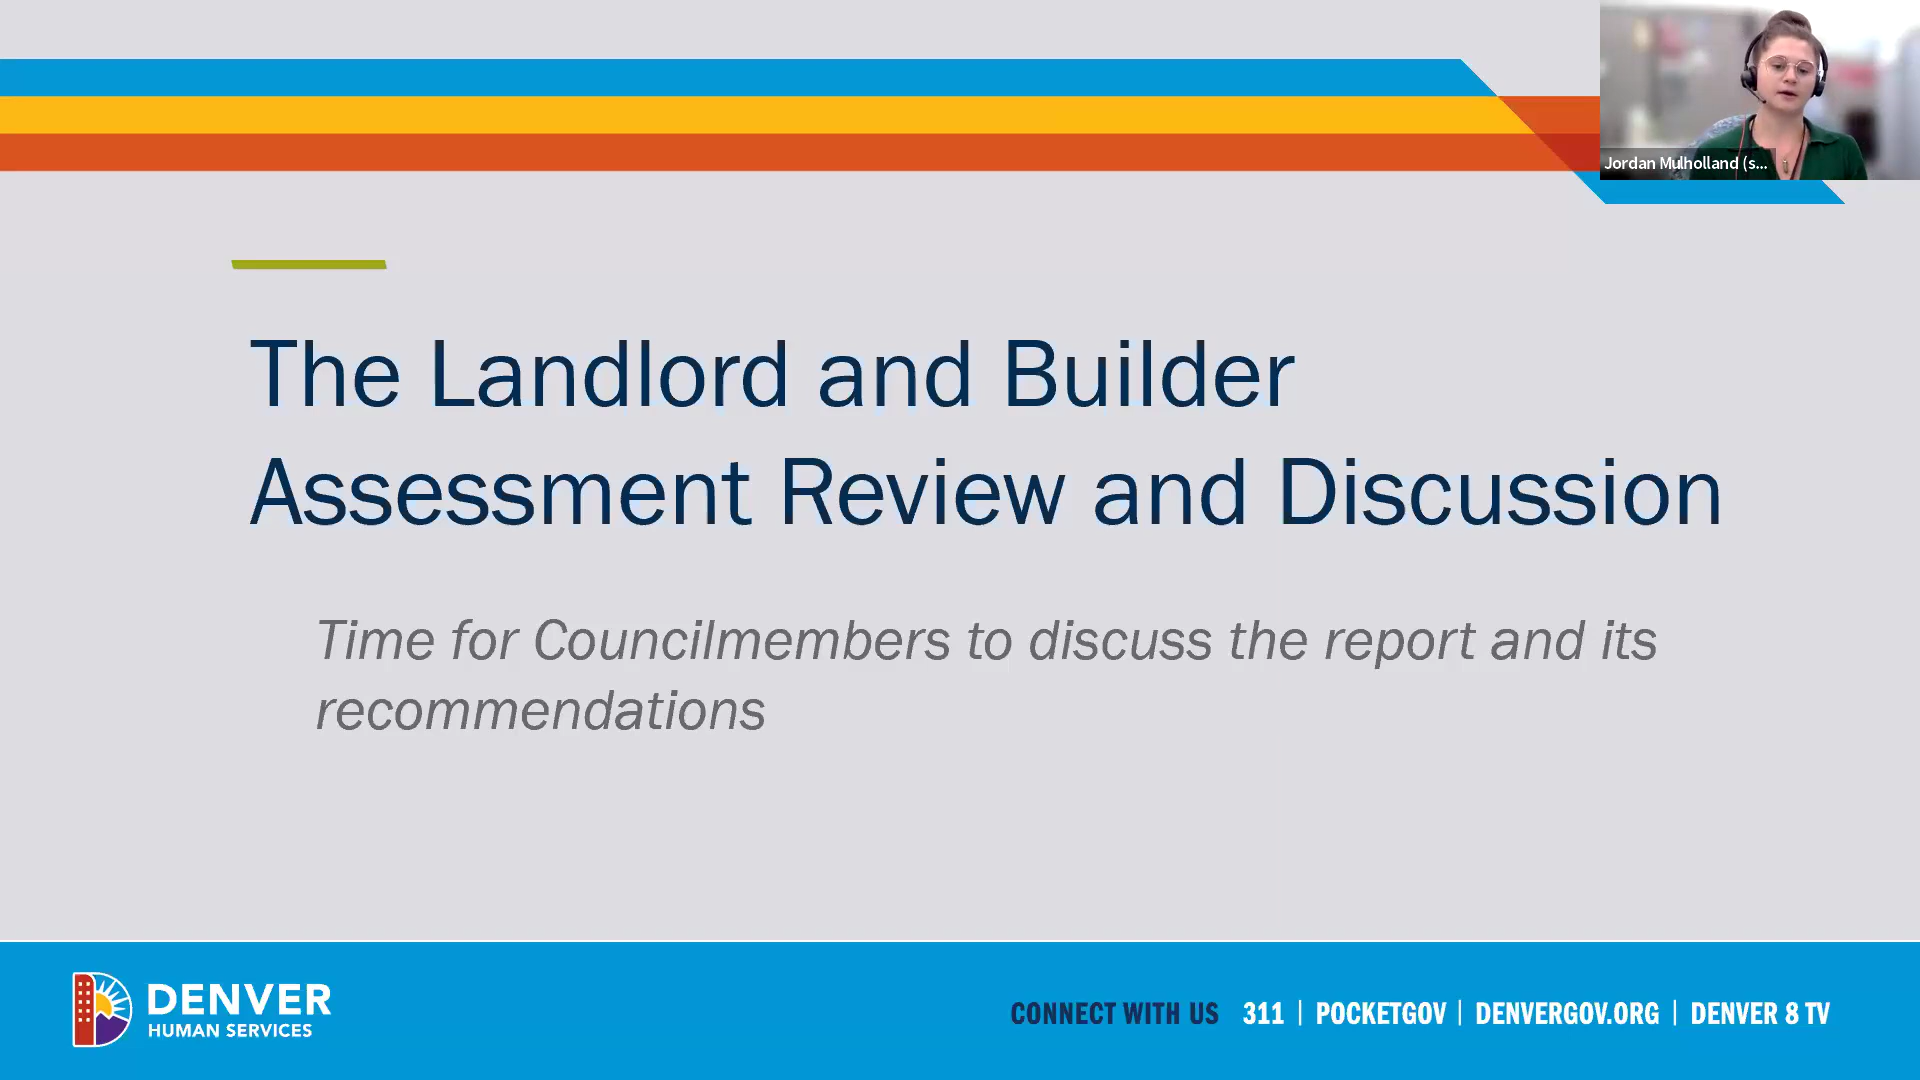 Jordan Mulholland (s...
The Landlord and Builder
Assessment Review and Discussion
Time for Councilmembers to discuss the report and its
recommendations
DENVER
HUMAN SERVICES
CONNECT WITH US 311 | POCKETGOV | DENVERGOV.ORG | DENVER 8 TV